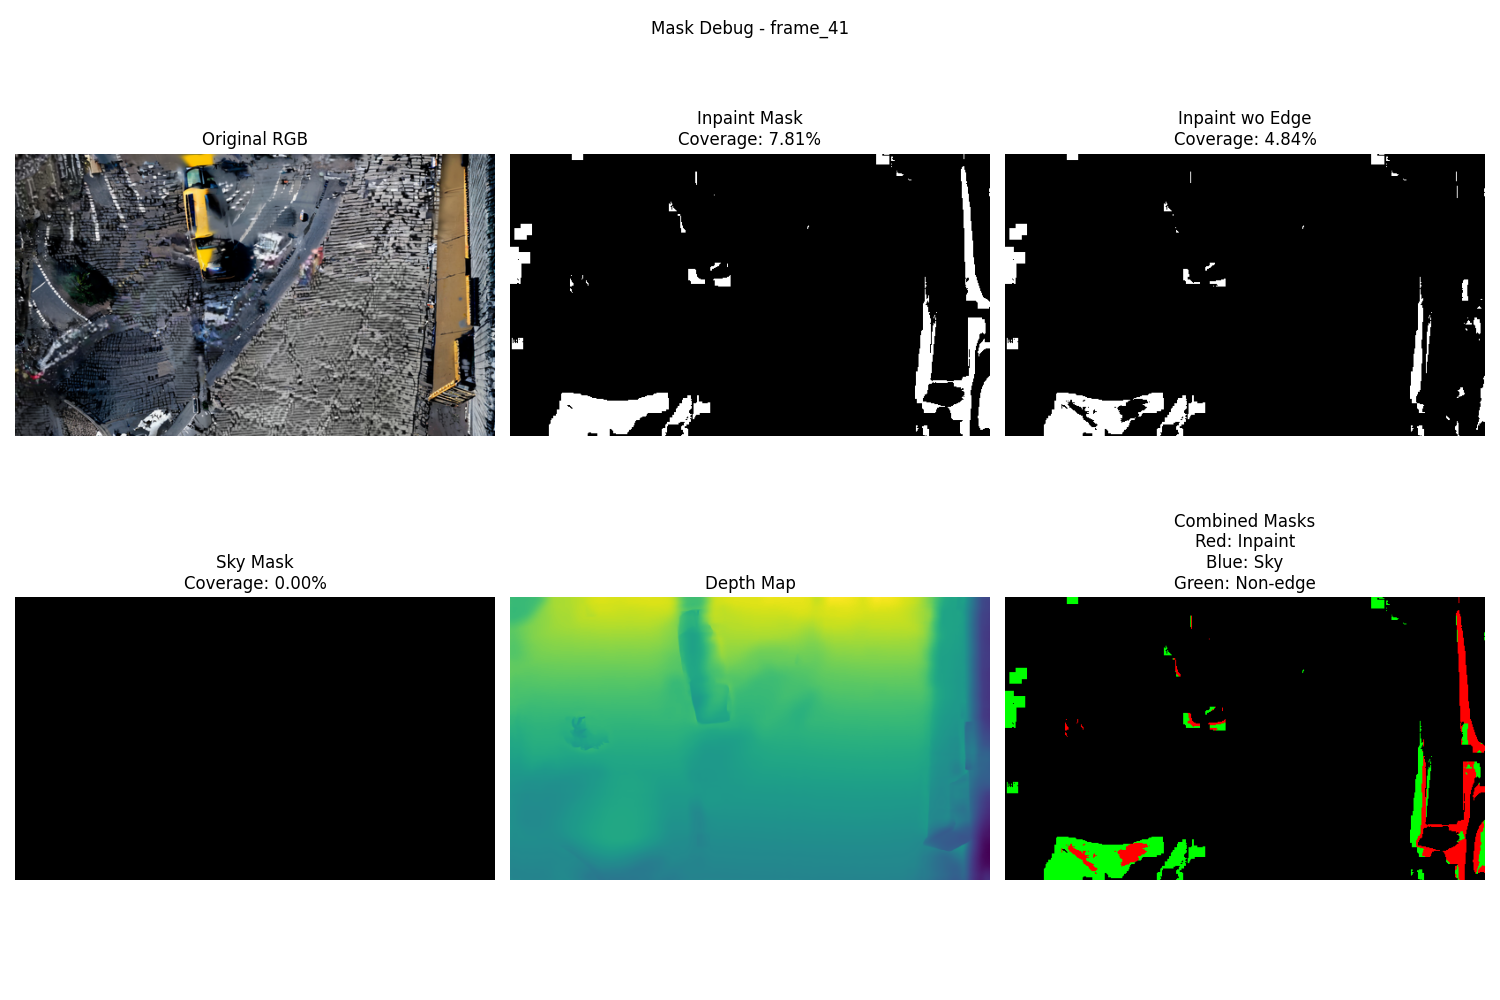 Mask Debug - frame_41
Original RGB
Inpaint Mask
Coverage: 7.81%
Inpaint wo Edge
Coverage: 4.84%
Sky Mask
Coverage: 0.00%
Depth Map
Combined Masks
Red: Inpaint
Blue: Sky
Green: Non-edge